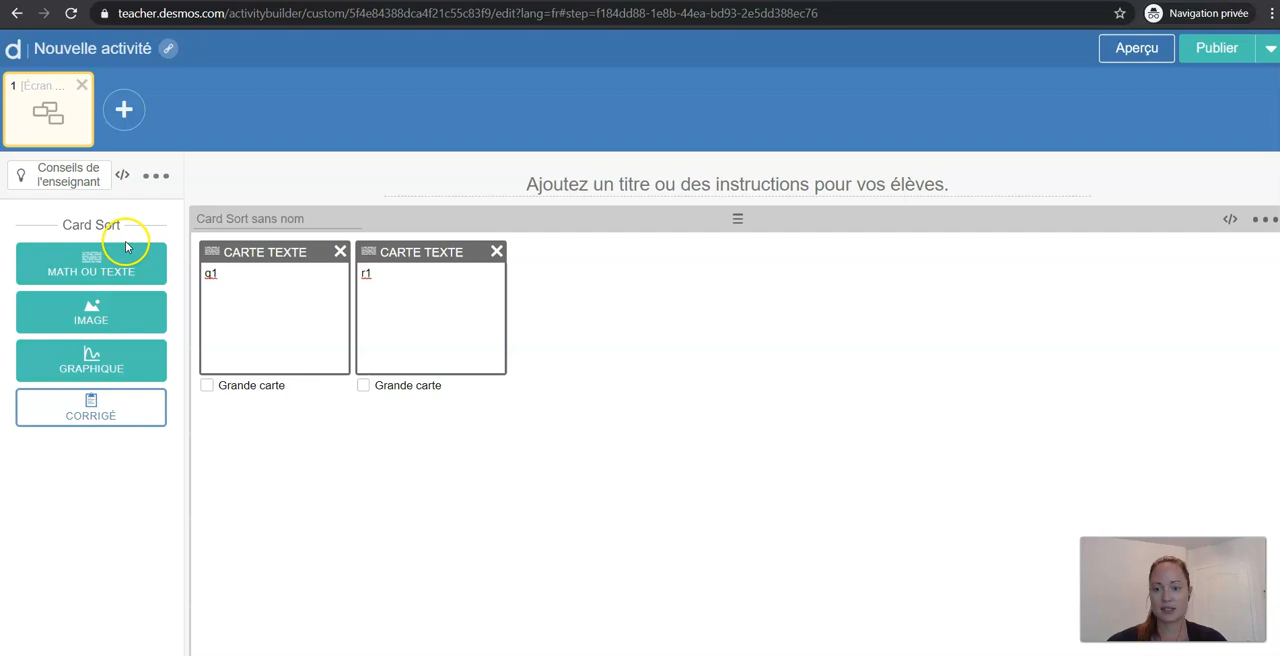 teacher.desmos.com/activitybuilder/custom/5f4e84388dca4f21c55c83f9/edit?lang=fr#step=f184dd88-1e8b-44ea-bd93-2e5dd388ec76
Navigation privée
d | Nouvelle activité
Aperçu
Publier
1 [Écran ...
Conseils de
l'enseignant
Ajoutez un titre ou des instructions pour vos élèves.
Card Sort
Card Sort sans nom
CARTE TEXTE
CARTE TEXTE
MATH OU TEXTE
q1
r1
IMAGE
GRAPHIQUE
Grande carte
Grande carte
CORRIGÉ